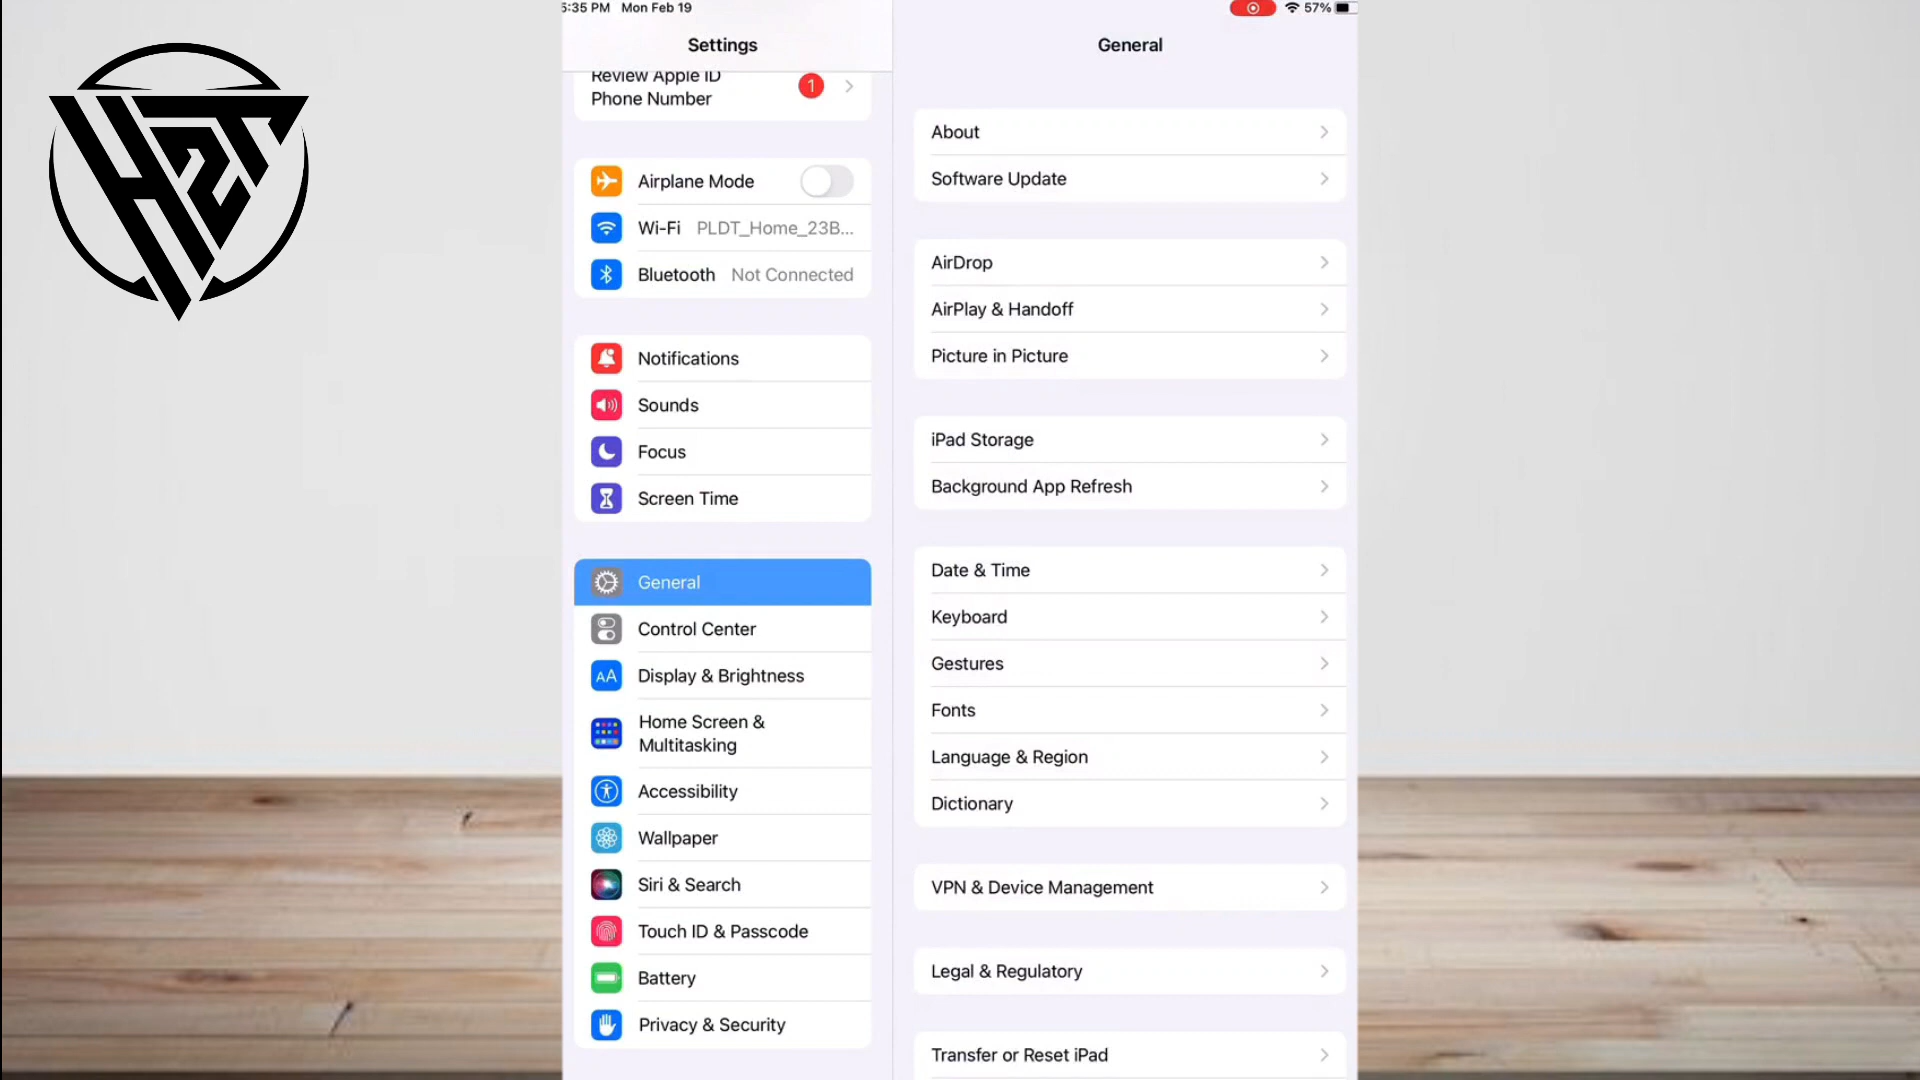 5:35 PM Mon Feb 19
57%
H2T
Settings
Review Apple ID
Phone Number
1
Airplane Mode
Wi-Fi PLDT_Home_23B...
Bluetooth Not Connected
Notifications
Sounds
Focus
Screen Time
General
Control Center
AA Display & Brightness
Home Screen &
Multitasking
Accessibility
Wallpaper
Siri & Search
Touch ID & Passcode
Battery
Privacy & Security
General
About
Software Update
AirDrop
AirPlay & Handoff
Picture in Picture
iPad Storage
Background App Refresh
Date & Time
Keyboard
Gestures
Fonts
Language & Region
Dictionary
VPN & Device Management
Legal & Regulatory
Transfer or Reset iPad